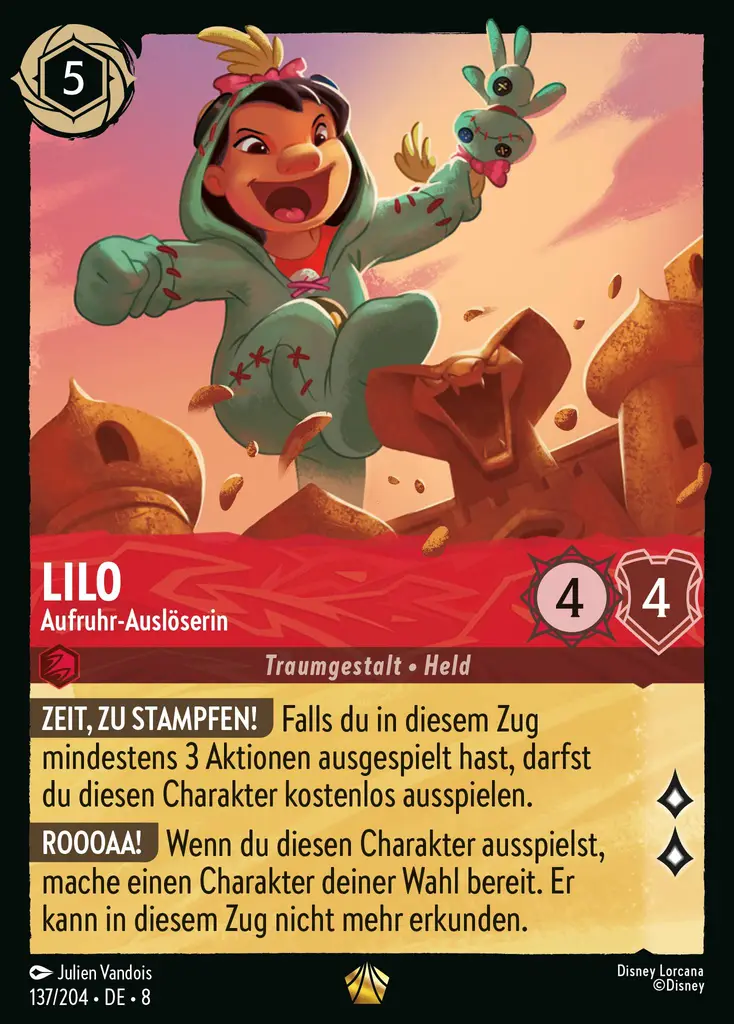 5
LILO
Aufruhr-Auslöserin
4
4
Traumgestalt • Held
ZEIT, ZU STAMPFEN! Falls du in diesem Zug
mindestens 3 Aktionen ausgespielt hast, darfst
du diesen Charakter kostenlos ausspielen.
ROOOAA! Wenn du diesen Charakter ausspielst,
mache einen Charakter deiner Wahl bereit. Er
kann in diesem Zug nicht mehr erkunden.
Julien Vandois
137/204 • DE • 8
Disney Lorcana
©Disney